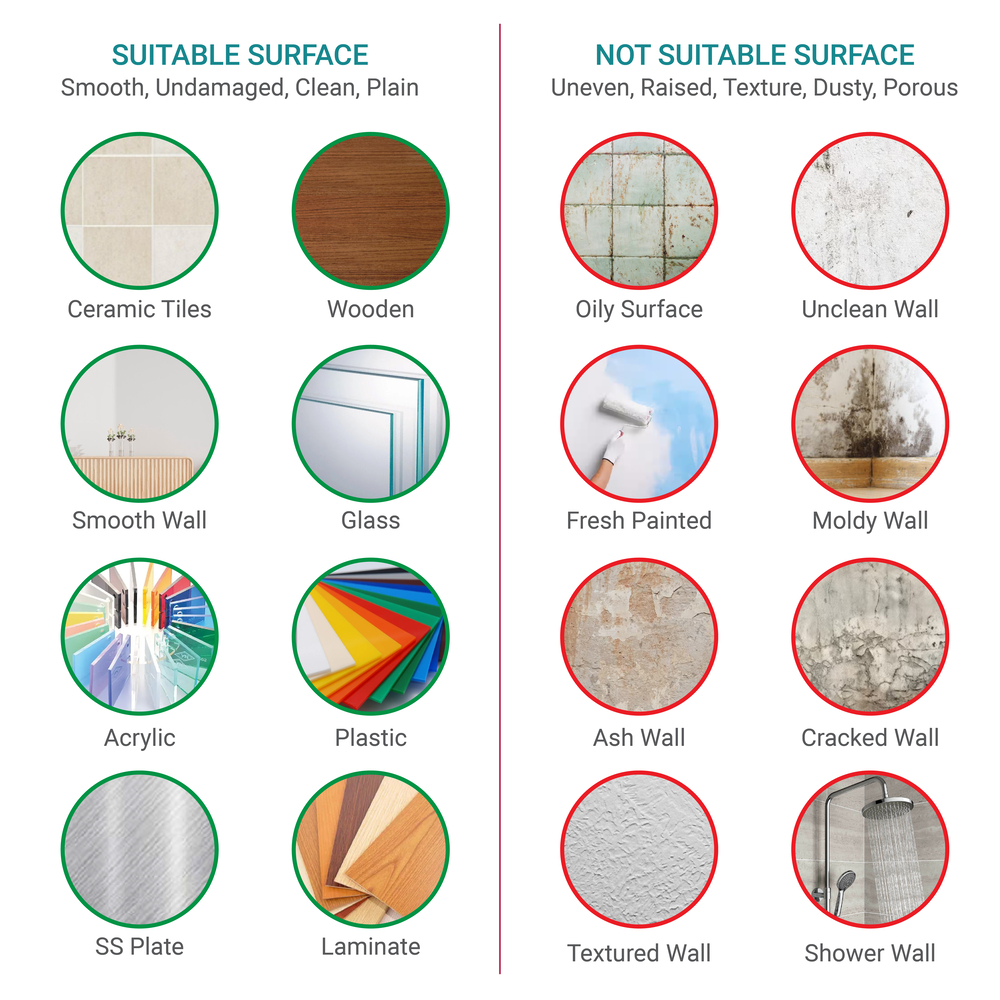 SUITABLE SURFACE
Smooth, Undamaged, Clean, Plain
Ceramic Tiles
Wooden
Smooth Wall
Glass
Acrylic
Plastic
SS Plate
Laminate
NOT SUITABLE SURFACE
Uneven, Raised, Texture, Dusty, Porous
Oily Surface
Unclean Wall
Fresh Painted
Moldy Wall
Ash Wall
Cracked Wall
Textured Wall
Shower Wall